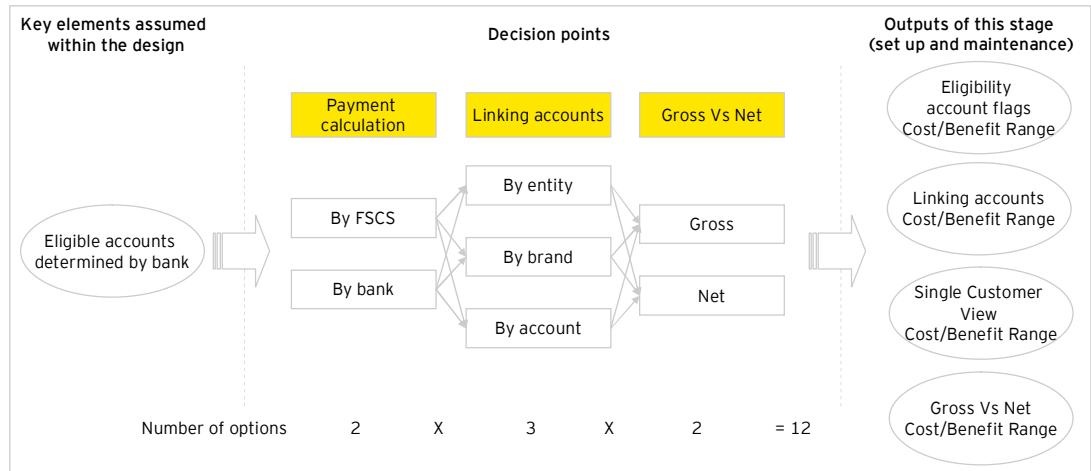 Key elements assumed
within the design
Decision points
Outputs of this stage
(set up and maintenance)
Payment
calculation
Linking accounts
Gross Vs Net
Eligible accounts
determined by bank
By FSCS
By bank
By entity
By brand
By account
Gross
Net
Eligibility
account flags
Cost/Benefit Range
Linking accounts
Cost/Benefit Range
Single Customer
View
Cost/Benefit Range
Gross Vs Net
Cost/Benefit Range
Number of options 2 X 3 X 2 = 12